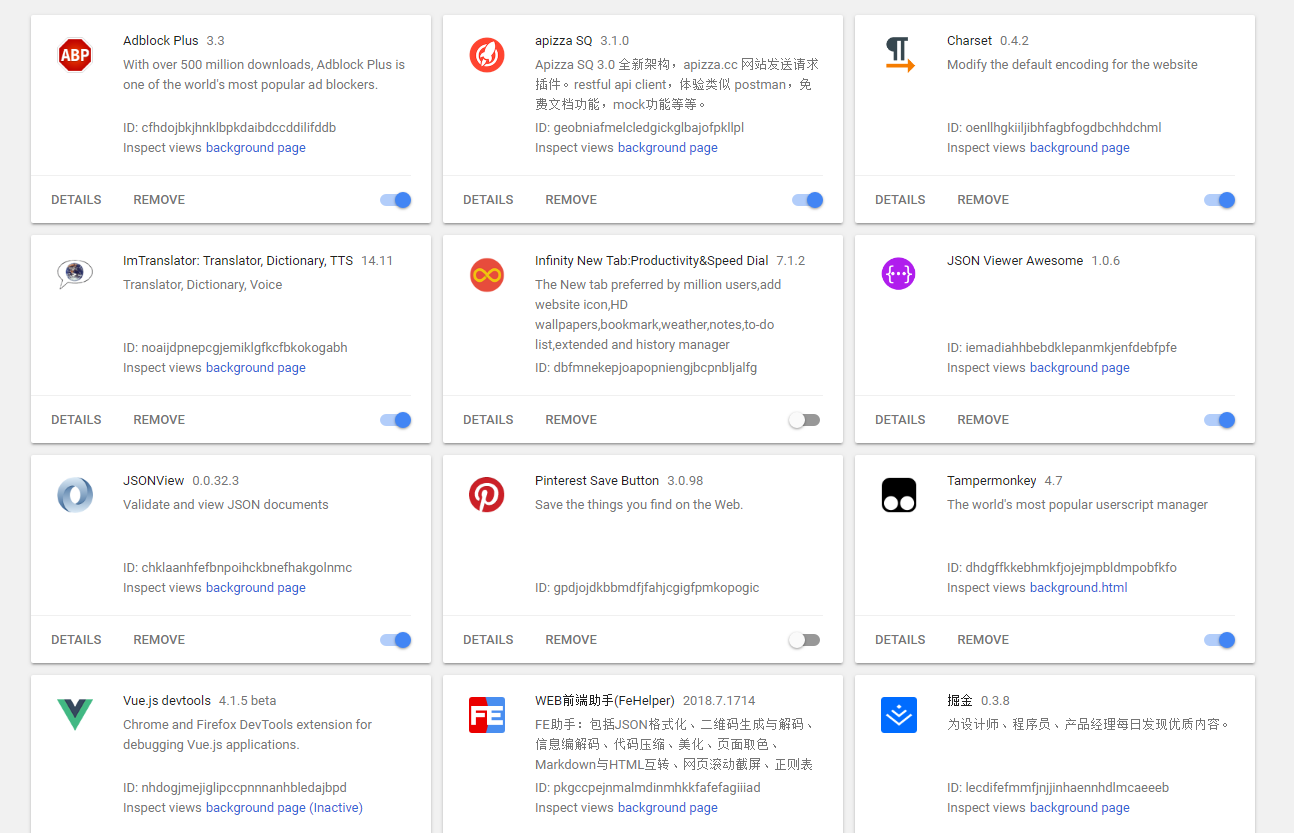 ABP
Adblock Plus 3.3
With over 500 million downloads, Adblock Plus is
one of the world's most popular ad blockers.
ID: cfhdojbkjhnklbpkdaibdccddilifddb
Inspect views background page
DETAILS REMOVE
apizza SQ 3.1.0
Apizza SQ 3.0 全新架构，apizza.cc 网站发送请求
插件。restful api client，体验类似 postman，免
费文档功能，mock功能等等。
ID: geobniafmelcledgickglbajofpkllpl
Inspect views background page
DETAILS REMOVE
Charset 0.4.2
Modify the default encoding for the website
ID: oenllhgkiiljibhfagbfogdbchhdchml
Inspect views background page
DETAILS REMOVE
ImTranslator: Translator, Dictionary, TTS 14.11
Translator, Dictionary, Voice
ID: noaijdpnepcgjemiklgfkcfbkokogabh
Inspect views background page
DETAILS REMOVE
Infinity New Tab:Productivity&Speed Dial 7.1.2
The New tab preferred by million users,add
website icon,HD
wallpapers,bookmark,weather,notes,to-do
list,extended and history manager
ID: dbfmnekepjoapopniengjbcpnbljalfg
DETAILS REMOVE
JSON Viewer Awesome 1.0.6
ID: iemadiahhbebdklepanmkjenfdebfpfe
Inspect views background page
DETAILS REMOVE
JSONView 0.0.32.3
Validate and view JSON documents
ID: chklaanhfefbnpoihckbnefhakgolnmc
Inspect views background page
DETAILS REMOVE
Pinterest Save Button 3.0.98
Save the things you find on the Web.
ID: gpdjojdkbbmdfjfahjcgigfpmkopogic
DETAILS REMOVE
Tampermonkey 4.7
The world's most popular userscript manager
ID: dhdgffkkebhmkfjojejmpbldmpobfkfo
Inspect views background.html
DETAILS REMOVE
Vue.js devtools 4.1.5 beta
Chrome and Firefox DevTools extension for
debugging Vue.js applications.
ID: nhdogjmejiglipccpnnnanhbledajbpd
Inspect views background page (Inactive)
FE
WEB前端助手(FeHelper) 2018.7.1714
FE助手：包括JSON格式化、二维码生成与解码、
信息编解码、代码压缩、美化、页面取色、
Markdown与HTML互转、网页滚动截屏、正则表
ID: pkgccpejnmalmdinmhkkfafefagiiiad
Inspect views background page
掘金 0.3.8
为设计师、程序员、产品经理每日发现优质内容。
ID: lecdifefmmfjnjjinhaennhdlmcaeeeb
Inspect views background page